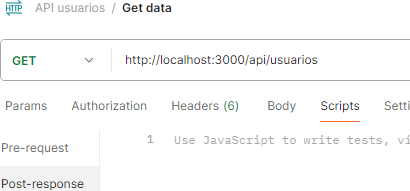 HTTP API usuarios / Get data
GET http://localhost:3000/api/usuarios
Params Authorization Headers (6) Body Scripts
Pre-request
1 Use JavaScript to write tests,
Post-response